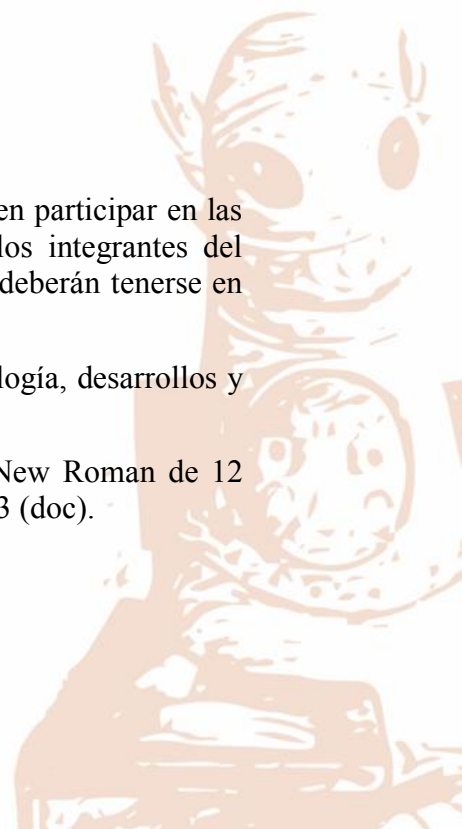 en participar en las
los integrantes del
deberán tenerse en
logía, desarrollos y
New Roman de 12
3 (doc).